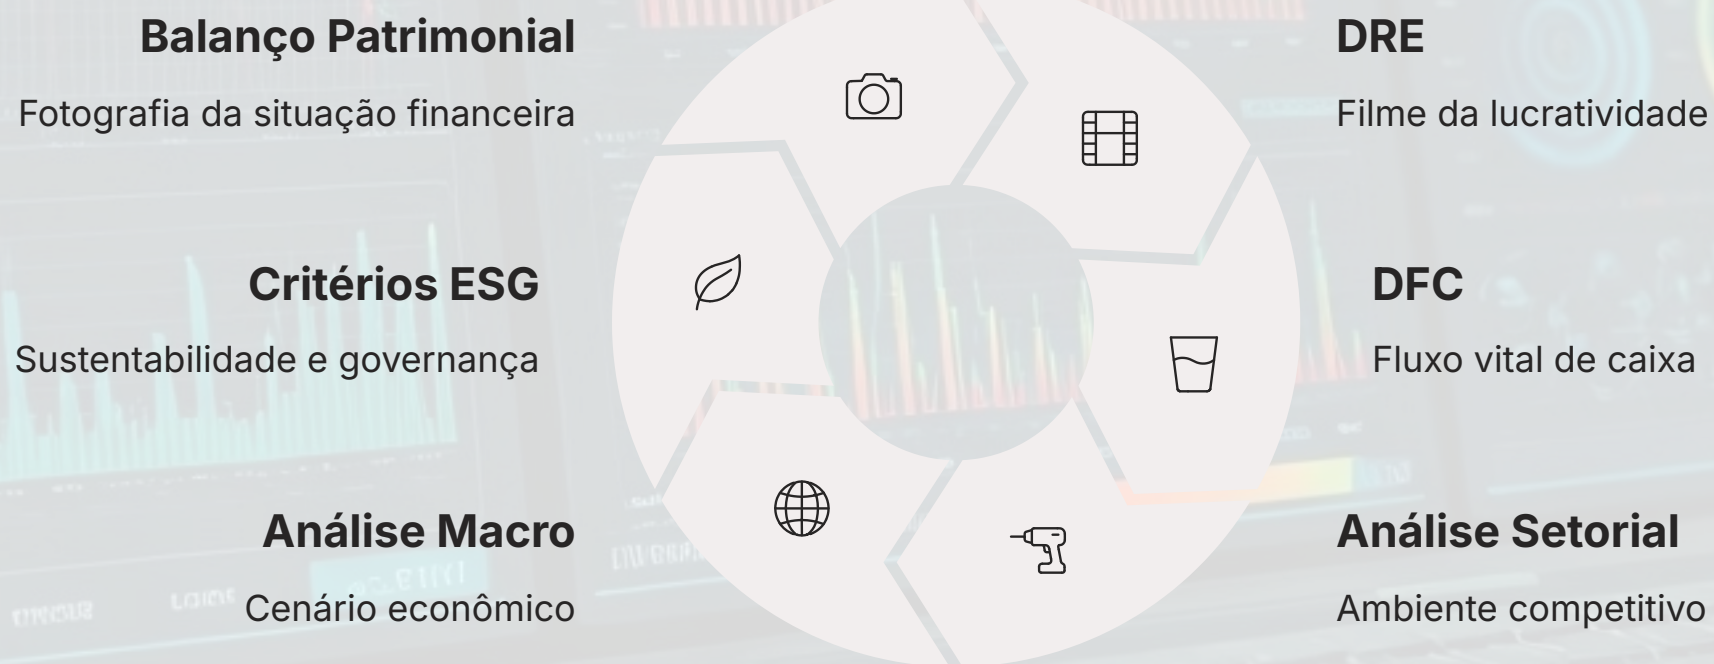 Balanço Patrimonial
Fotografia da situação financeira
DRE
Filme da lucratividade
Critérios ESG
Sustentabilidade e governança
DFC
Fluxo vital de caixa
Análise Macro
Cenário econômico
Análise Setorial
Ambiente competitivo